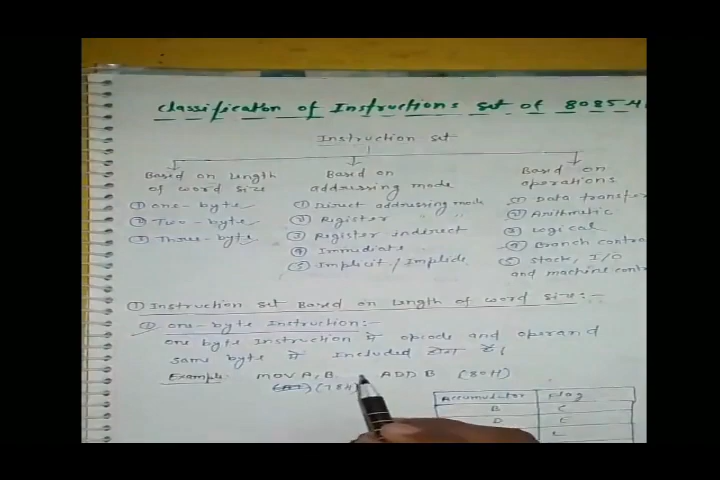 Classification of Instructions Set of 8085
Instruction set
Based on length
of word size
① one-byte
② Two-byte
③ Three-byte
Based on
addressing mode
① Direct addressing mode
② Register " "
③ Register indirect
④ Immediate
⑤ Implicit / Implide
Based on
operations
① Data transfer
② Arithmetic
③ Logical
④ Branch contro
⑤ Stack, I/O
and machine contr
① Instruction set Based on length of word size:-
① one-byte Instruction:-
one byte instruction में opcode and operand
same byte में Included होता है।
Example MOV A, B ADD B (80H)
(78H)
Accumulator Flag
B C
D E
L